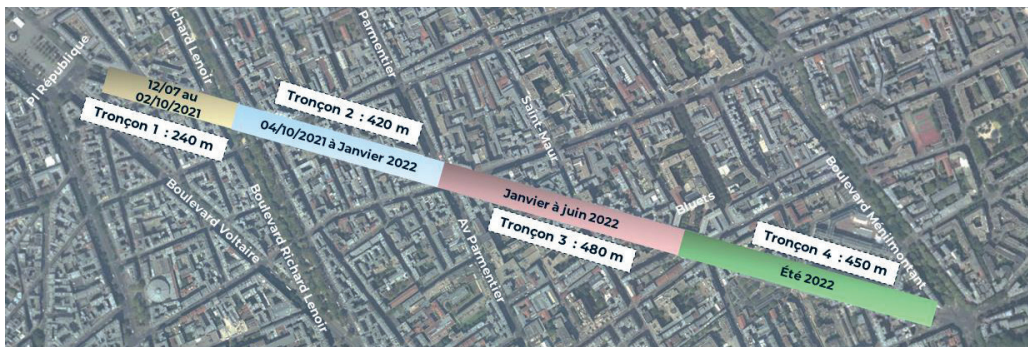 Pl République
Richard Lenoir
Parmentier
12/07 au
02/10/2021
Tronçon 1 : 240 m
Tronçon 2 : 420 m
04/10/2021 à Janvier 2022
Saint-Maur
Boulevard Voltaire
Boulevard Richard Lenoir
Av Parmentier
Janvier à juin 2022
Tronçon 3 : 480 m
Bluets
Boulevard Ménilmontant
Tronçon 4 : 450 m
Été 2022